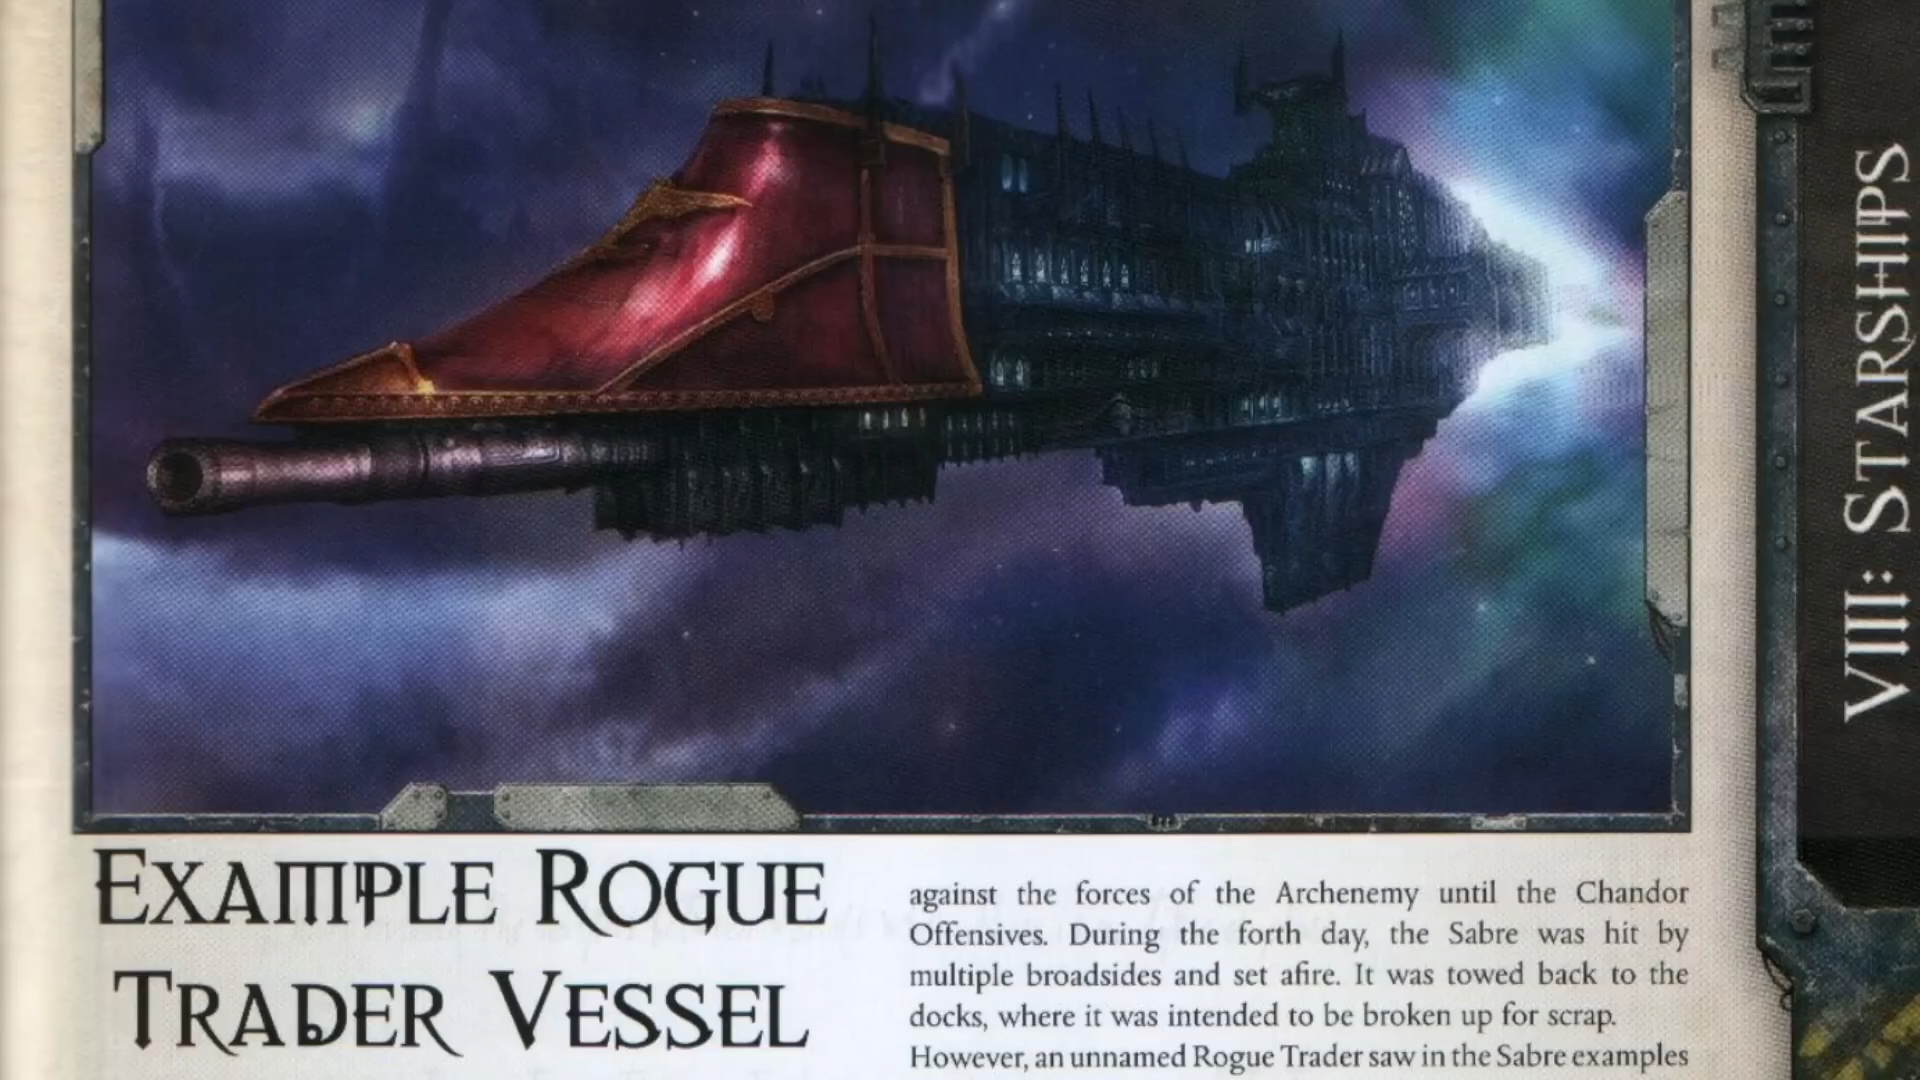 EXAMPLE ROGUE
TRADER VESSEL
against the forces of the Archenemy until the Chandor
Offensives. During the forth day, the Sabre was hit by
multiple broadsides and set afire. It was towed back to the
docks, where it was intended to be broken up for scrap.
However, an unnamed Rogue Trader saw in the Sabre examples
VIII: STARSHIPS